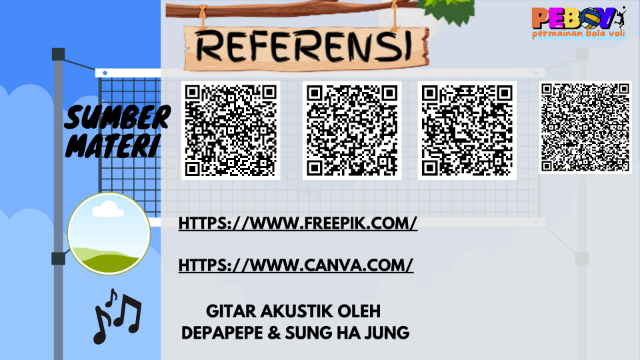 PEBOVI
permainan bola voli
REFERENSI
SUMBER
MATERI
HTTPS://WWW.FREEPIK.COM/
HTTPS://WWW.CANVA.COM/
GITAR AKUSTIK OLEH
DEPAPEPE & SUNG HA JUNG